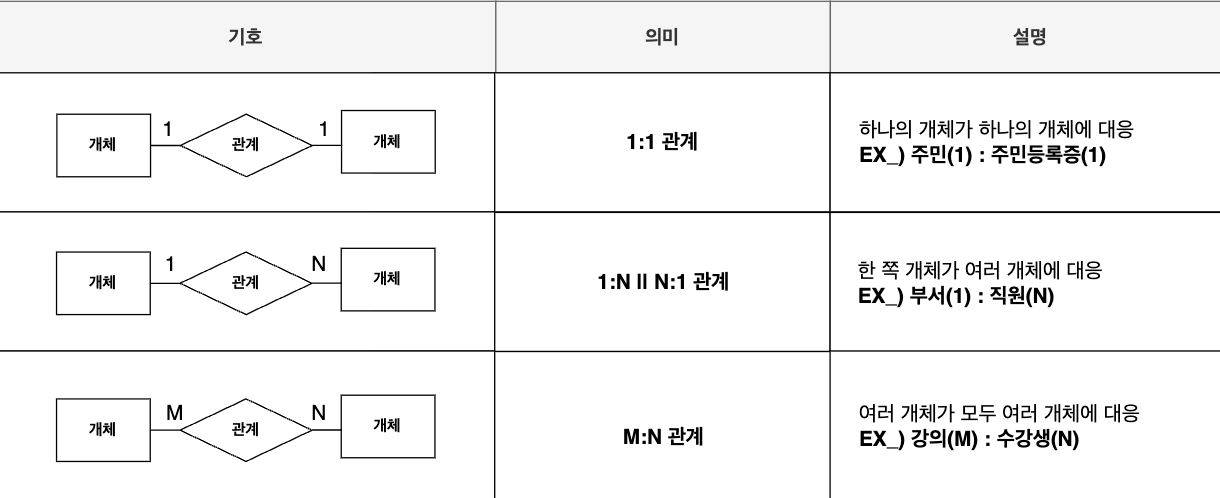 기호
의미
설명
개체
1
관계
1
개체
1:1 관계
하나의 개체가 하나의 개체에 대응
EX_) 주민(1) : 주민등록증(1)
개체
1
관계
N
개체
1:N II N:1 관계
한 쪽 개체가 여러 개체에 대응
EX_) 부서(1) : 직원(N)
개체
M
관계
N
개체
M:N 관계
여러 개체가 모두 여러 개체에 대응
EX_) 강의(M) : 수강생(N)